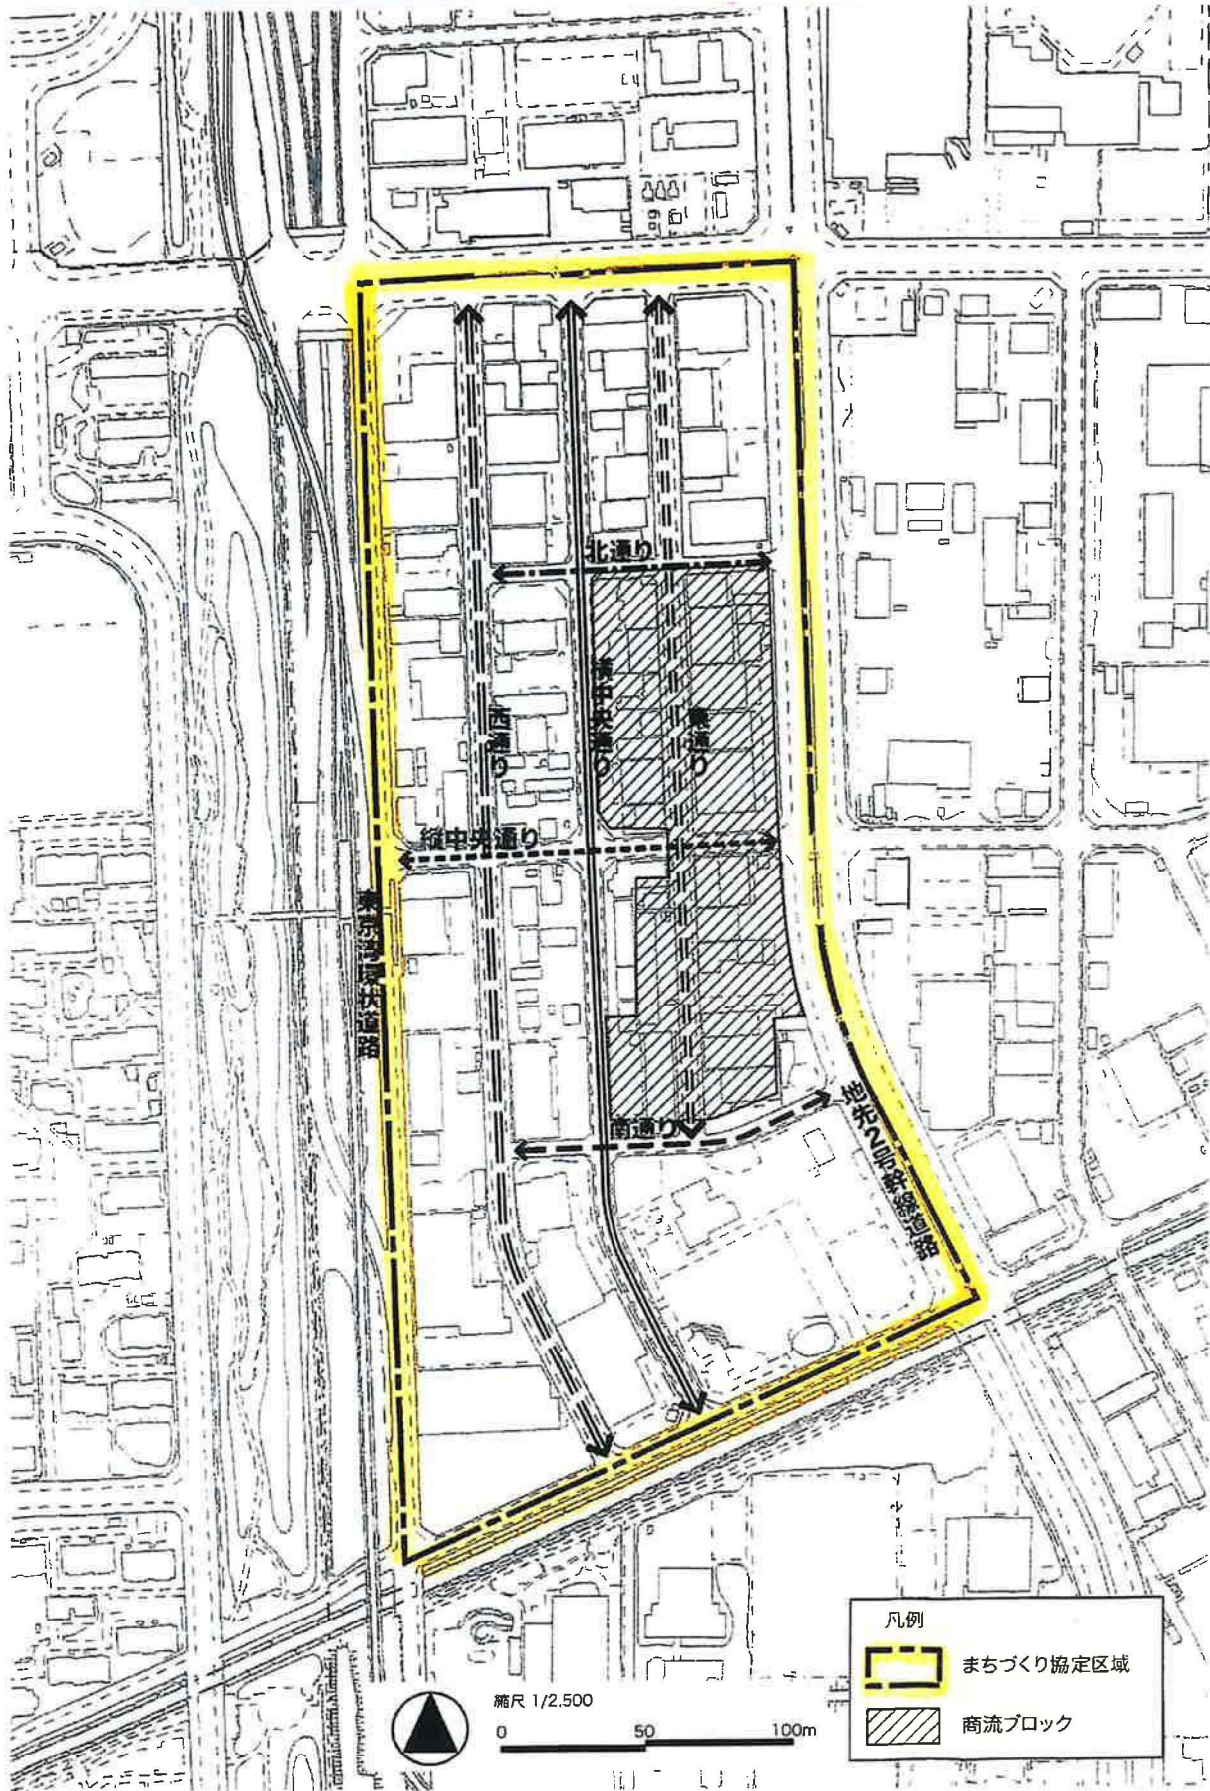 北通り
西通り
横中央通り
東通り
縦中央通り
東京湾環状道路
南通り
地先2号幹線道路
凡例
まちづくり協定区域
商流ブロック
縮尺 1/2,500
0 50 100m